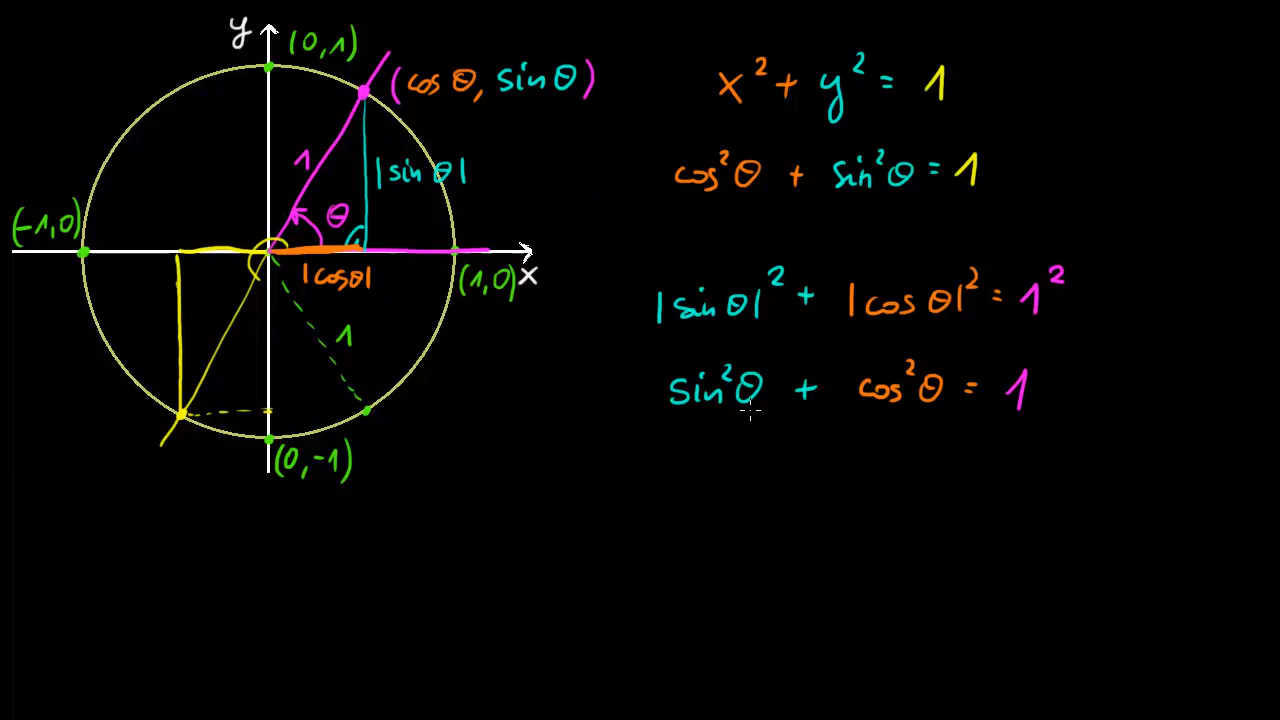 y
(0,1)
(cos θ, sin θ)
1
|sin θ|
θ
(-1,0)
|cos θ|
(1,0)
x
1
(0,-1)
x² + y² = 1
cos²θ + sin²θ = 1
|sin θ|² + |cos θ|² = 1²
sin²θ + cos²θ = 1